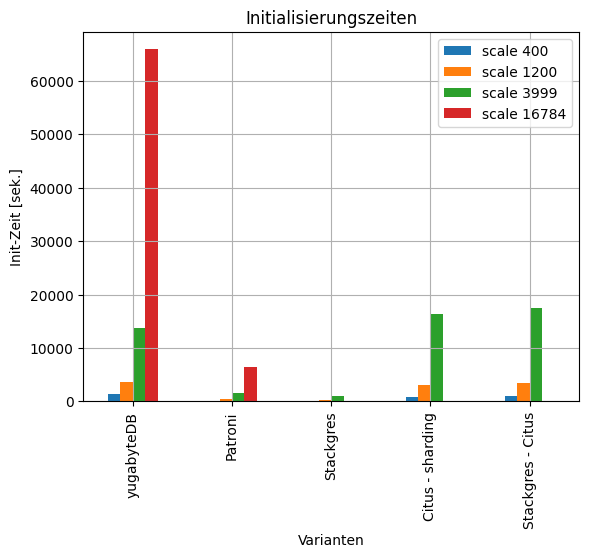 Initialisierungszeiten
scale 400
scale 1200
scale 3999
scale 16784
Init-Zeit [sek.]
60000
50000
40000
30000
20000
10000
0
yugabyteDB
Patroni
Stackgres
Citus - sharding
Stackgres - Citus
Varianten